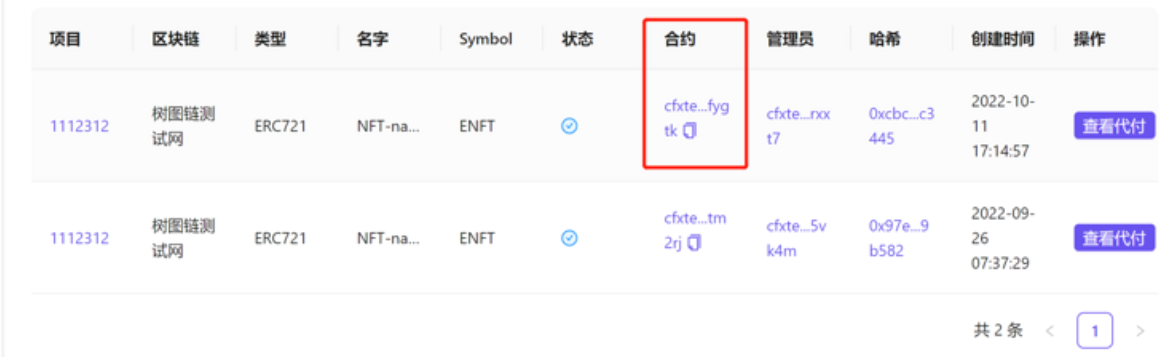 项目 区块链 类型 名字 Symbol 状态 合约 管理员 哈希 创建时间 操作
1112312 树图链测试网 ERC721 NFT-na... ENFT cfxte...fygtk cfxte...rxxt7 0xcbc...c3445 2022-10-11 17:14:57 查看代付
1112312 树图链测试网 ERC721 NFT-na... ENFT cfxte...tm2rj cfxte...5vk4m 0x97e...9b582 2022-09-26 07:37:29 查看代付
共 2 条 < 1 >